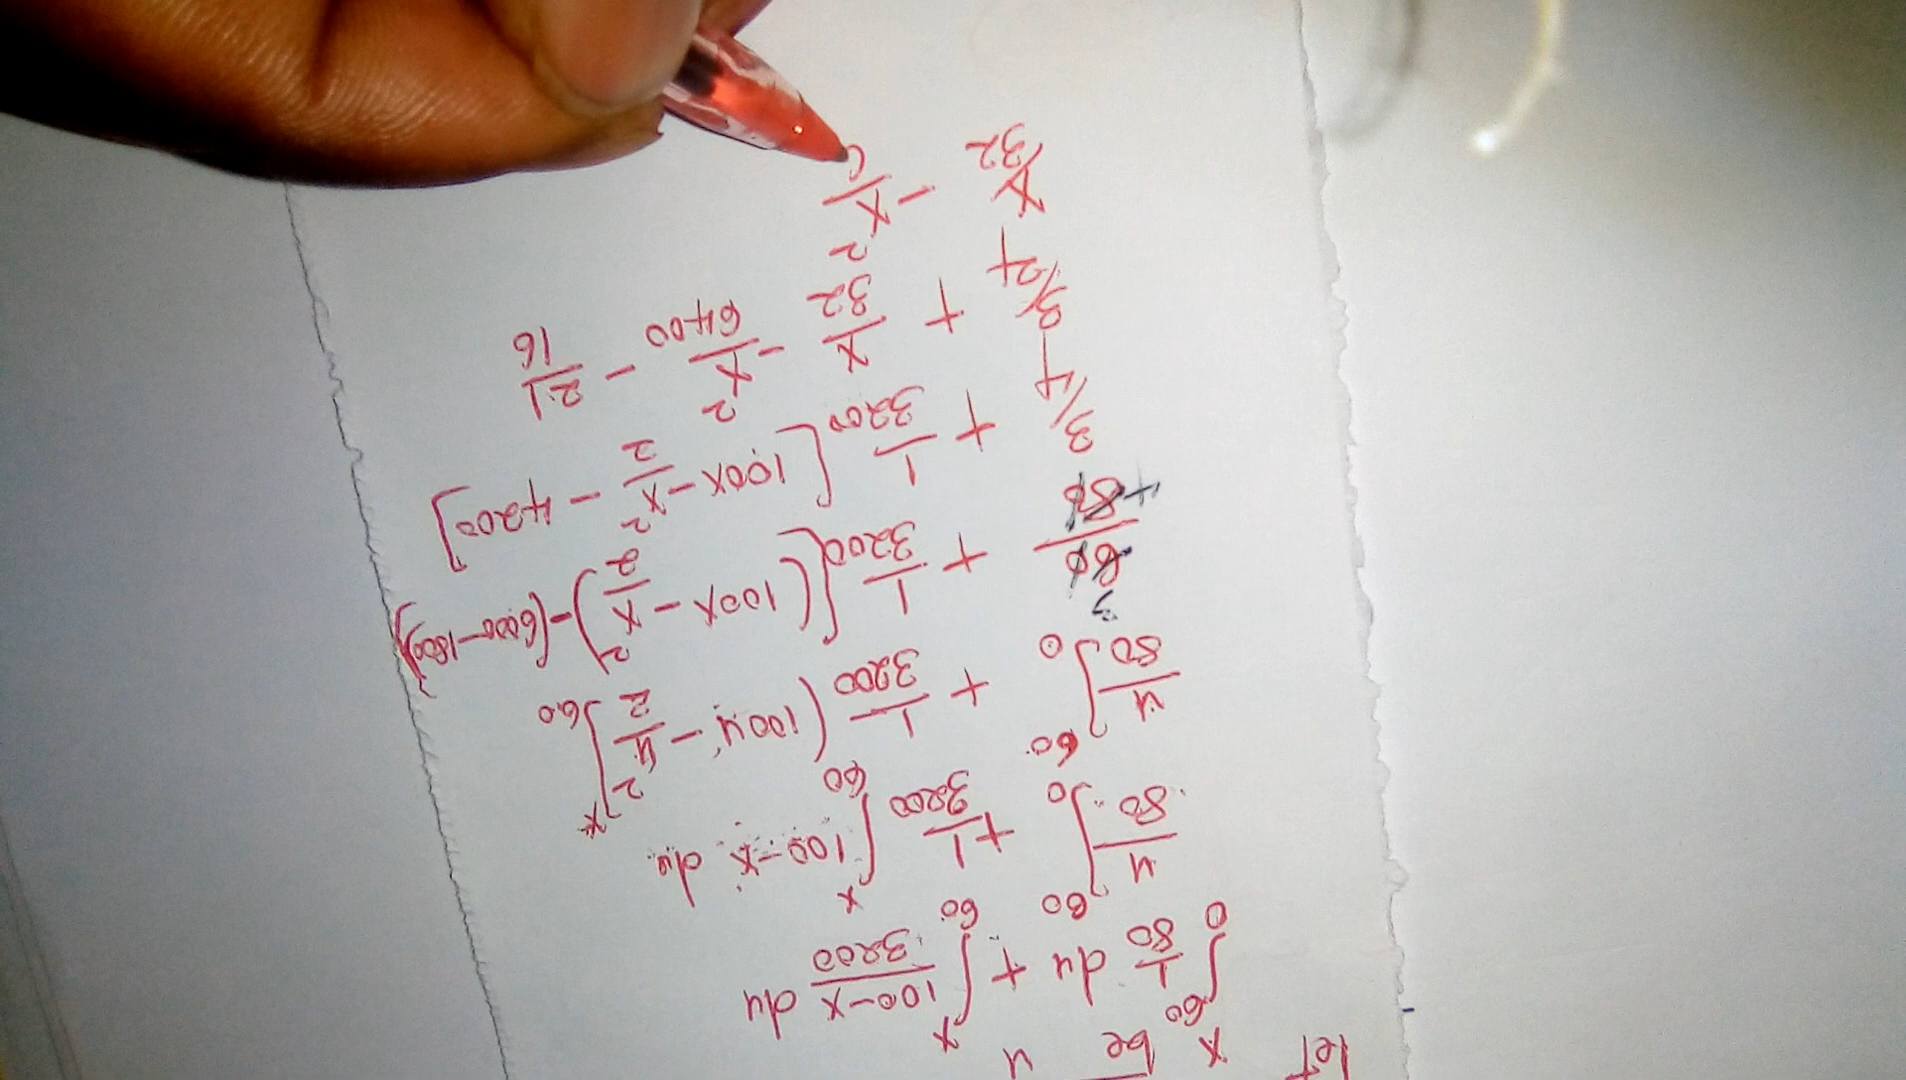 let x be u
∫₀⁶⁰ 1/80 du + ∫₆₀ˣ 100-x/3200 du
u/80 ]₀⁶⁰ + 1/3200 ∫₆₀ˣ 100-x du
u/80 ]₀⁶⁰ + 1/3200 (100u - u²/2 ]₆₀ˣ
60/80 + 1/3200 [(100x - x²/2) - (6000-1800)]
3/4 + 1/3200 [100x - x²/2 - 4200]
3/4 + x/32 - x²/6400 - 21/16
x/32 - x²/6